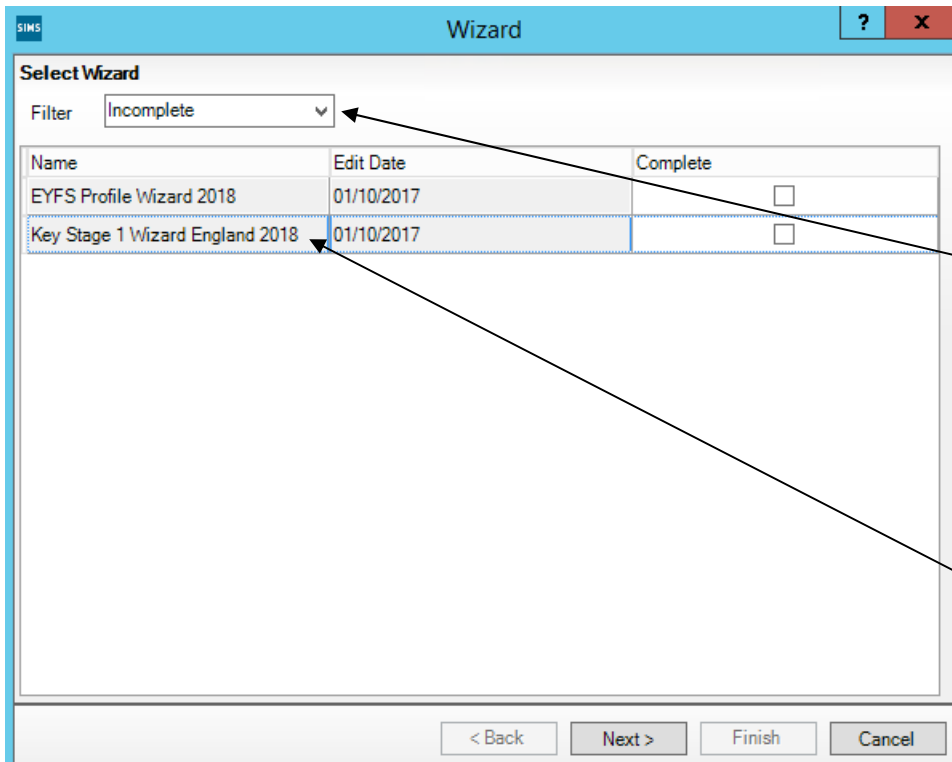 SIMS
Wizard
?
x
Select Wizard
Filter Incomplete
Name Edit Date Complete
EYFS Profile Wizard 2018 01/10/2017
Key Stage 1 Wizard England 2018 01/10/2017
< Back Next > Finish Cancel